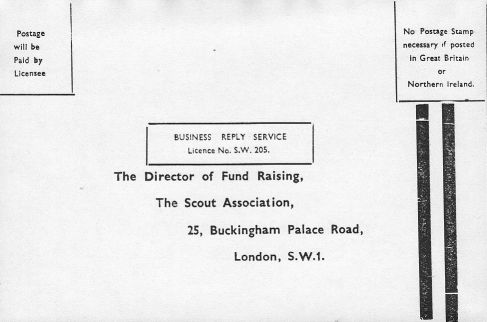 Postage
will be
Paid by
Licensee
No Postage Stamp
necessary if posted
in Great Britain
or
Northern Ireland.
BUSINESS REPLY SERVICE
Licence No. S.W. 205.
The Director of Fund Raising,
The Scout Association,
25, Buckingham Palace Road,
London, S.W.1.